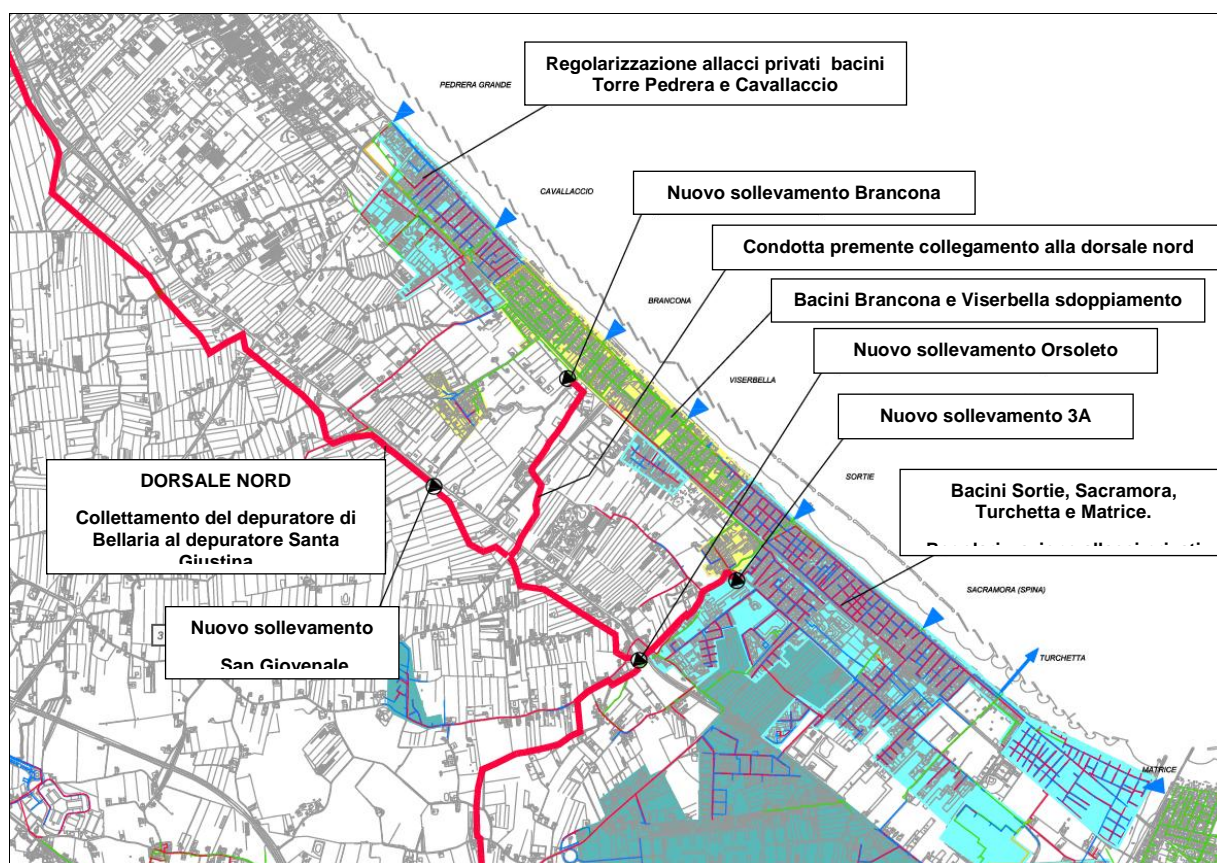 Regolarizzazione allacci privati bacini
Torre Pedrera e Cavallaccio
PEDRERA GRANDE
CAVALLACCIO
Nuovo sollevamento Brancona
Condotta premente collegamento alla dorsale nord
BRANCONA
Bacini Brancona e Viserbella sdoppiamento
Nuovo sollevamento Orsoleto
VISERBELLA
Nuovo sollevamento 3A
SORTIE
DORSALE NORD
Collettamento del depuratore di
Bellaria al depuratore Santa
Giustina
Bacini Sortie, Sacramora,
Turchetta e Matrice.
SACRAMORA (SPINA)
Nuovo sollevamento
San Giovenale
3
TURCHETTA
MATRICE